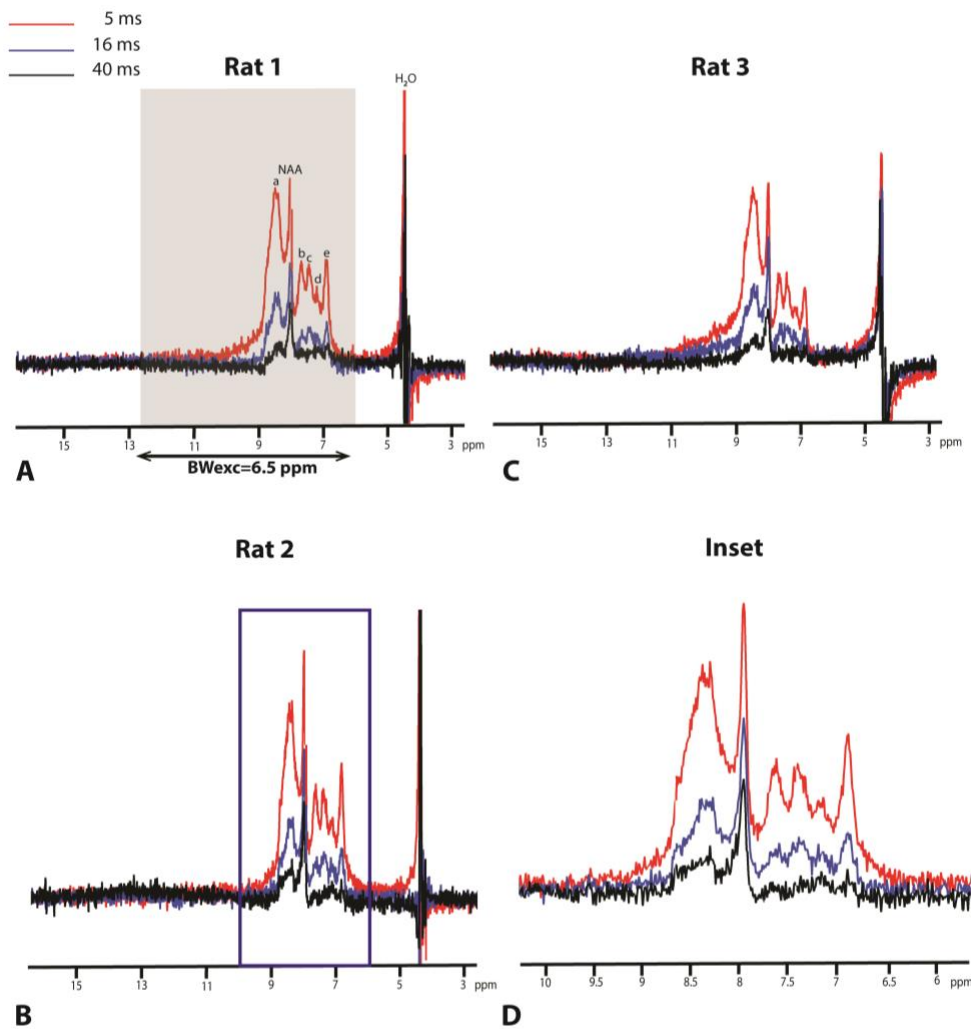 5 ms
16 ms
40 ms
Rat 1
H₂O
NAA
a
b
c
d
e
15 13 11 9 7 5 3 ppm
BWexc=6.5 ppm
A
Rat 3
15 13 11 9 7 5 3 ppm
C
Rat 2
15 13 11 9 7 5 3 ppm
B
Inset
10 9.5 9 8.5 8 7.5 7 6.5 6 ppm
D